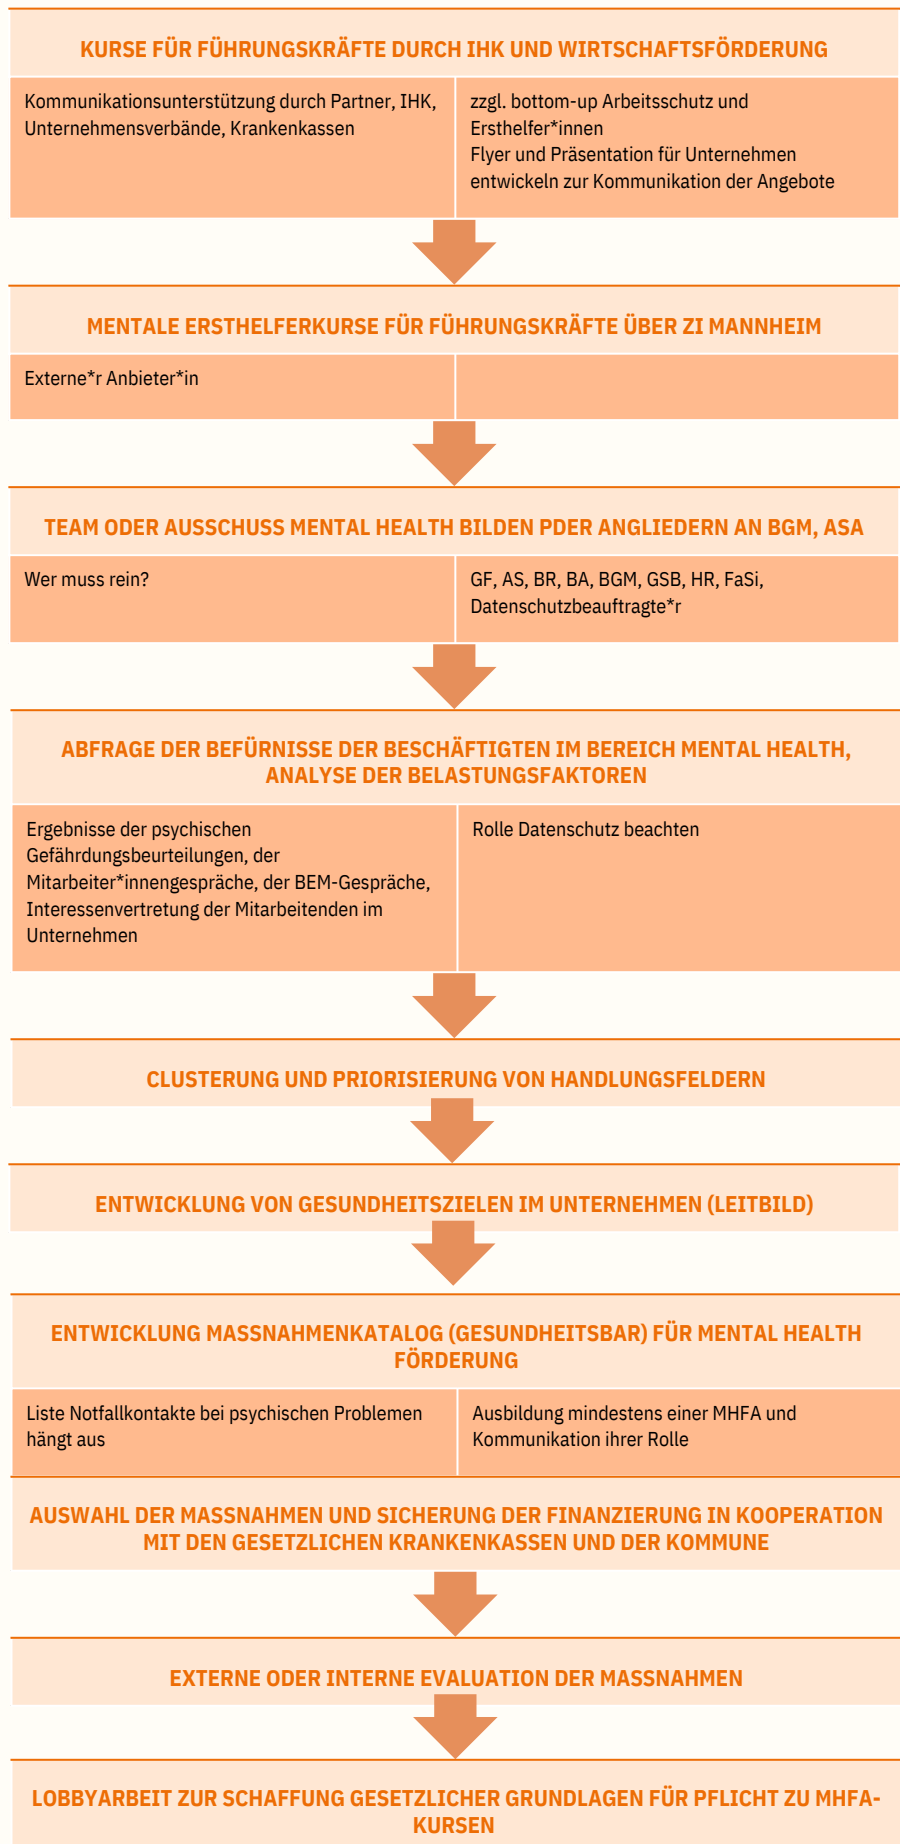 KURSE FÜR FÜHRUNGSKRÄFTE DURCH IHK UND WIRTSCHAFTSFÖRDERUNG
Kommunikationsunterstützung durch Partner, IHK,
Unternehmensverbände, Krankenkassen
zzgl. bottom-up Arbeitsschutz und
Ersthelfer*innen
Flyer und Präsentation für Unternehmen
entwickeln zur Kommunikation der Angebote
MENTALE ERSTHELFERKURSE FÜR FÜHRUNGSKRÄFTE ÜBER ZI MANNHEIM
Externe*r Anbieter*in
TEAM ODER AUSSCHUSS MENTAL HEALTH BILDEN PDER ANGLIEDERN AN BGM, ASA
Wer muss rein?
GF, AS, BR, BA, BGM, GSB, HR, FaSi,
Datenschutzbeauftragte*r
ABFRAGE DER BEFÜRNISSE DER BESCHÄFTIGTEN IM BEREICH MENTAL HEALTH,
ANALYSE DER BELASTUNGSFAKTOREN
Ergebnisse der psychischen
Gefährdungsbeurteilungen, der
Mitarbeiter*innengespräche, der BEM-Gespräche,
Interessenvertretung der Mitarbeitenden im
Unternehmen
Rolle Datenschutz beachten
CLUSTERUNG UND PRIORISIERUNG VON HANDLUNGSFELDERN
ENTWICKLUNG VON GESUNDHEITSZIELEN IM UNTERNEHMEN (LEITBILD)
ENTWICKLUNG MASSNAHMENKATALOG (GESUNDHEITSBAR) FÜR MENTAL HEALTH
FÖRDERUNG
Liste Notfallkontakte bei psychischen Problemen
hängt aus
Ausbildung mindestens einer MHFA und
Kommunikation ihrer Rolle
AUSWAHL DER MASSNAHMEN UND SICHERUNG DER FINANZIERUNG IN KOOPERATION
MIT DEN GESETZLICHEN KRANKENKASSEN UND DER KOMMUNE
EXTERNE ODER INTERNE EVALUATION DER MASSNAHMEN
LOBBYARBEIT ZUR SCHAFFUNG GESETZLICHER GRUNDLAGEN FÜR PFLICHT ZU MHFA-
KURSEN